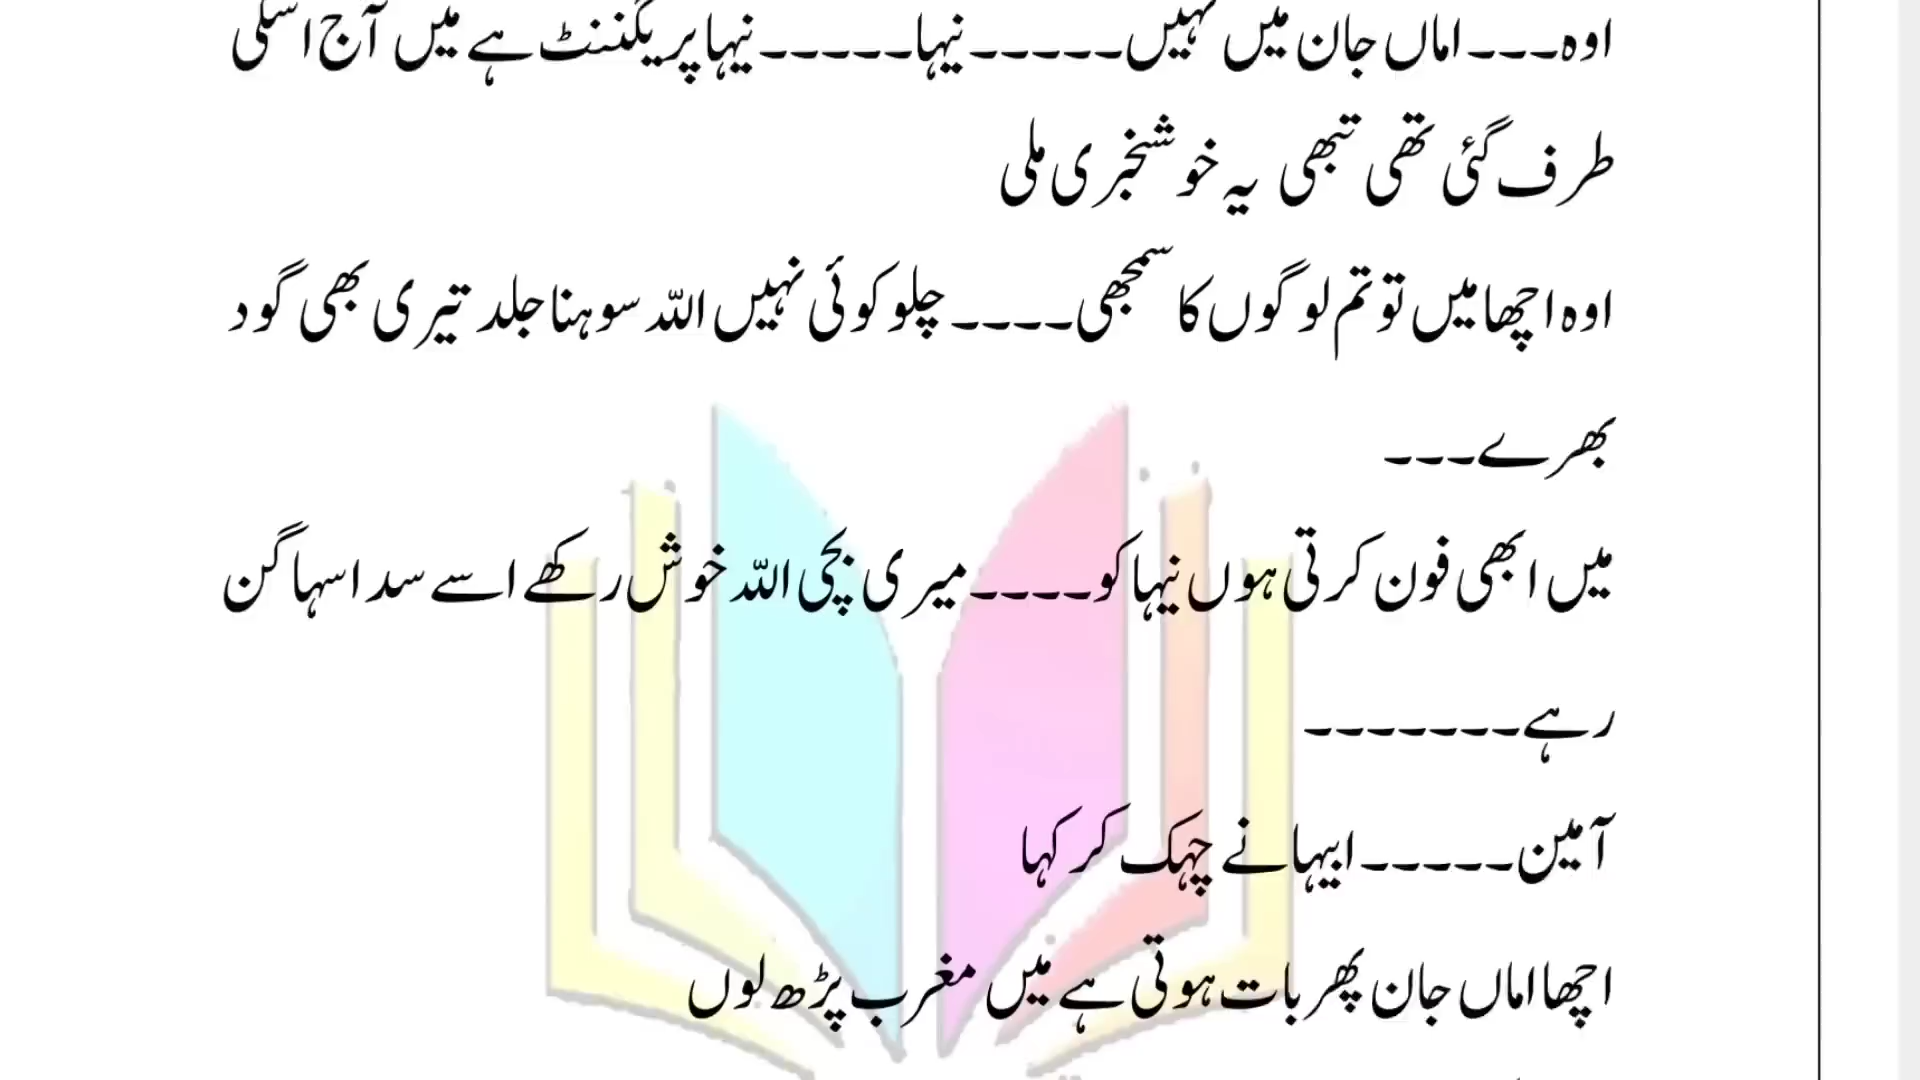 اوہ۔۔۔اماں جان میں نہیں۔۔۔۔۔نیہا۔۔۔۔۔نیہا پریگننٹ ہے میں آج اسکی
طرف گئی تھی تبھی یہ خوشخبری ملی
اوہ اچھا میں تو تم لوگوں کا سمجھی۔۔۔۔چلو کوئی نہیں اللہ سوہنا جلد تیری بھی گود
بھرے۔۔۔
میں ابھی فون کرتی ہوں نیہا کو۔۔۔۔میری بچی اللہ خوش رکھے اسے سدا سہاگن
رہے۔۔۔۔۔۔۔
آمین۔۔۔۔۔ابیہا نے چہک کر کہا
اچھا اماں جان پھر بات ہوتی ہے میں مغرب پڑھ لوں